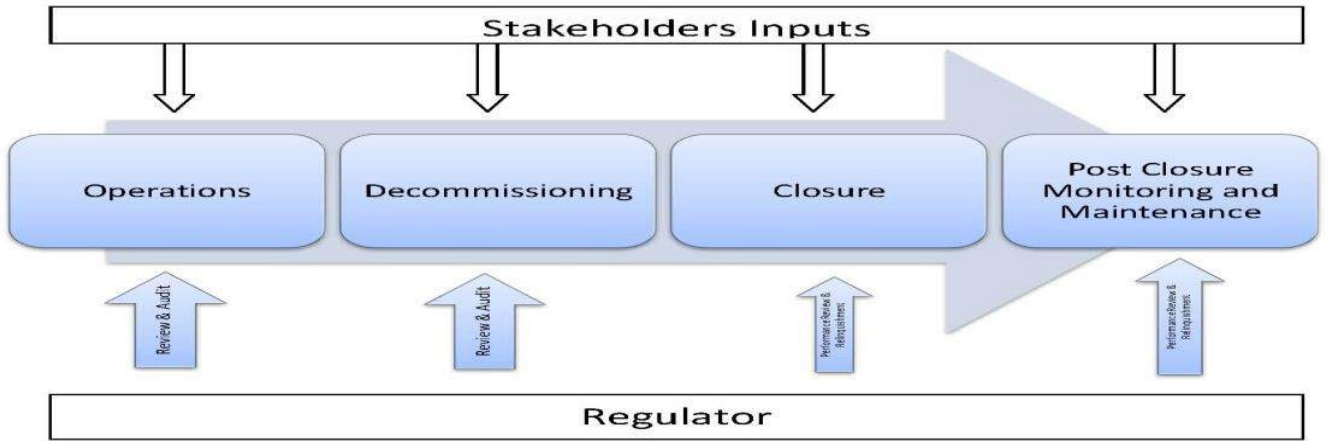 Stakeholders Inputs
Operations
Decommissioning
Closure
Post Closure
Monitoring and
Maintenance
Review & Audit
Review & Audit
Performance Review &
Relinquishment
Performance Review &
Relinquishment
Regulator